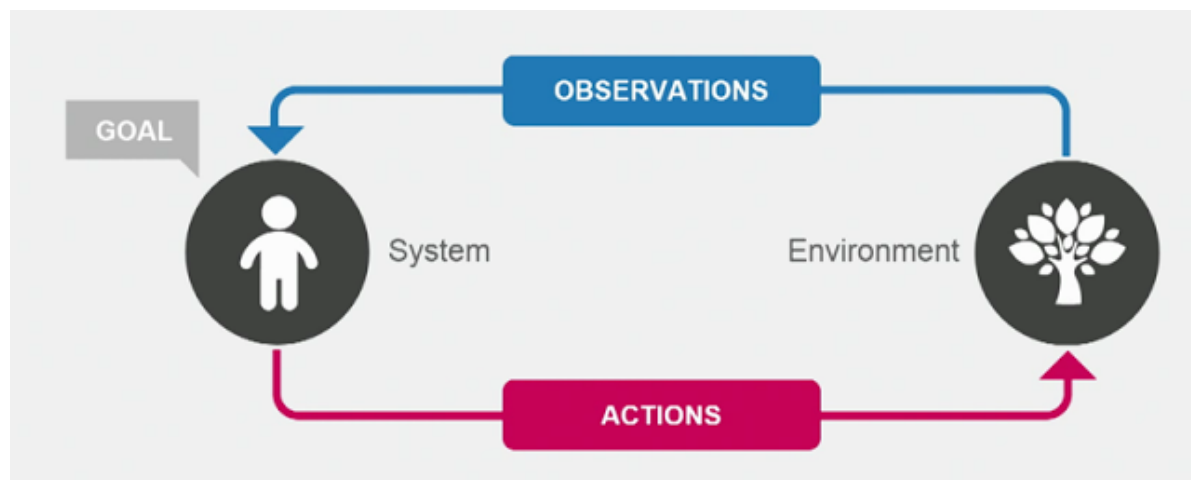 OBSERVATIONS
GOAL
System
Environment
ACTIONS